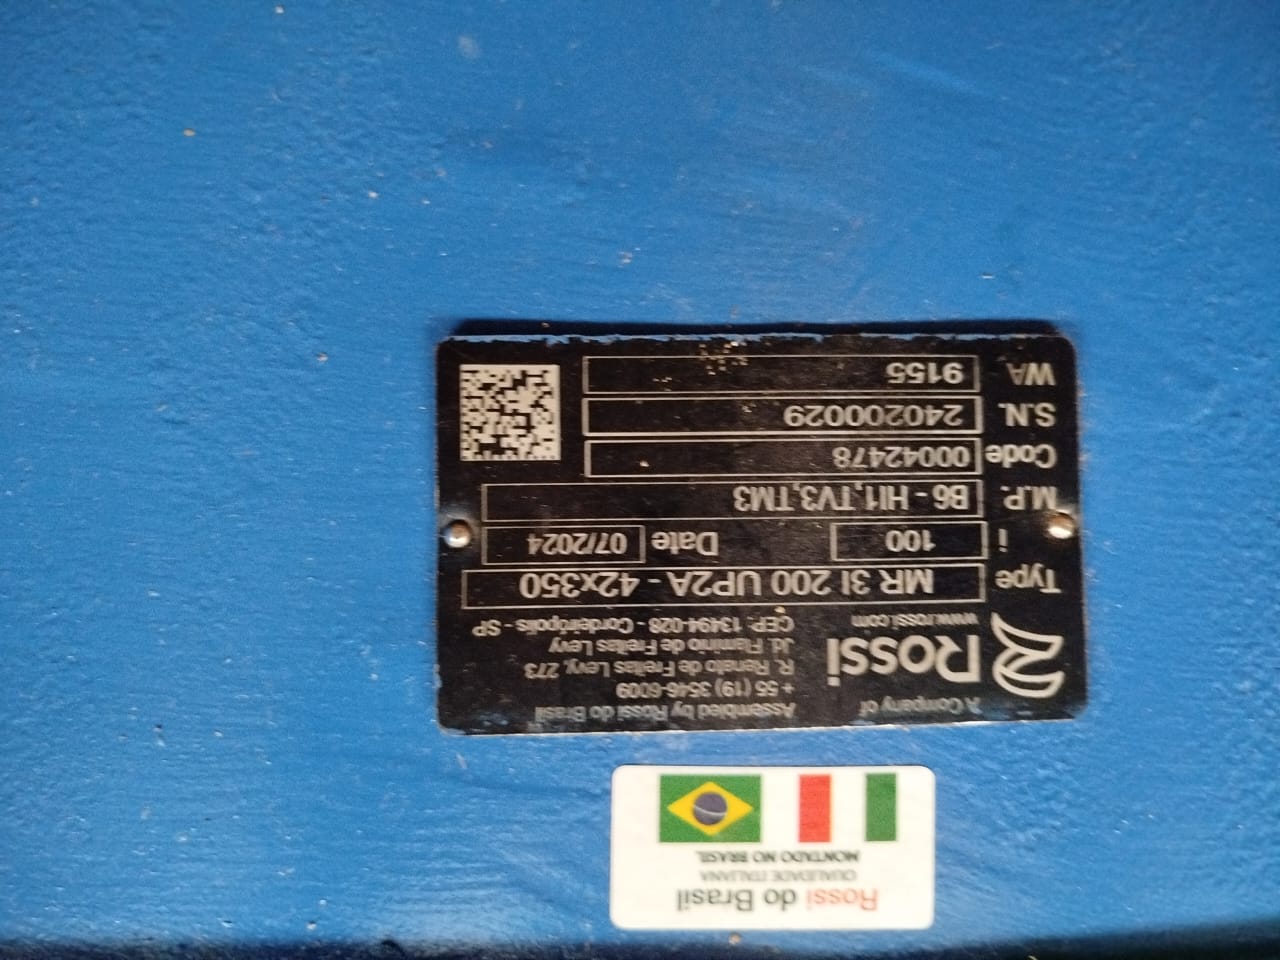 A Company of
Rossi
www.rossi.com
Assembled by Rossi do Brasil
+ 55 (19) 3546-6009
R. Renato de Freitas Levy, 273
Jd. Flaminio de Freitas Levy
CEP: 13494-028 - Cordeirópolis - SP
Type MR 3I 200 UP2A - 42x350
i 100 Date 07/2024
M.P. B6 - HI1,TV3,TM3
Code 00042478
S.N. 240200029
WA 9155
Rossi do Brasil
QUALIDADE ITALIANA
MONTADO NO BRASIL